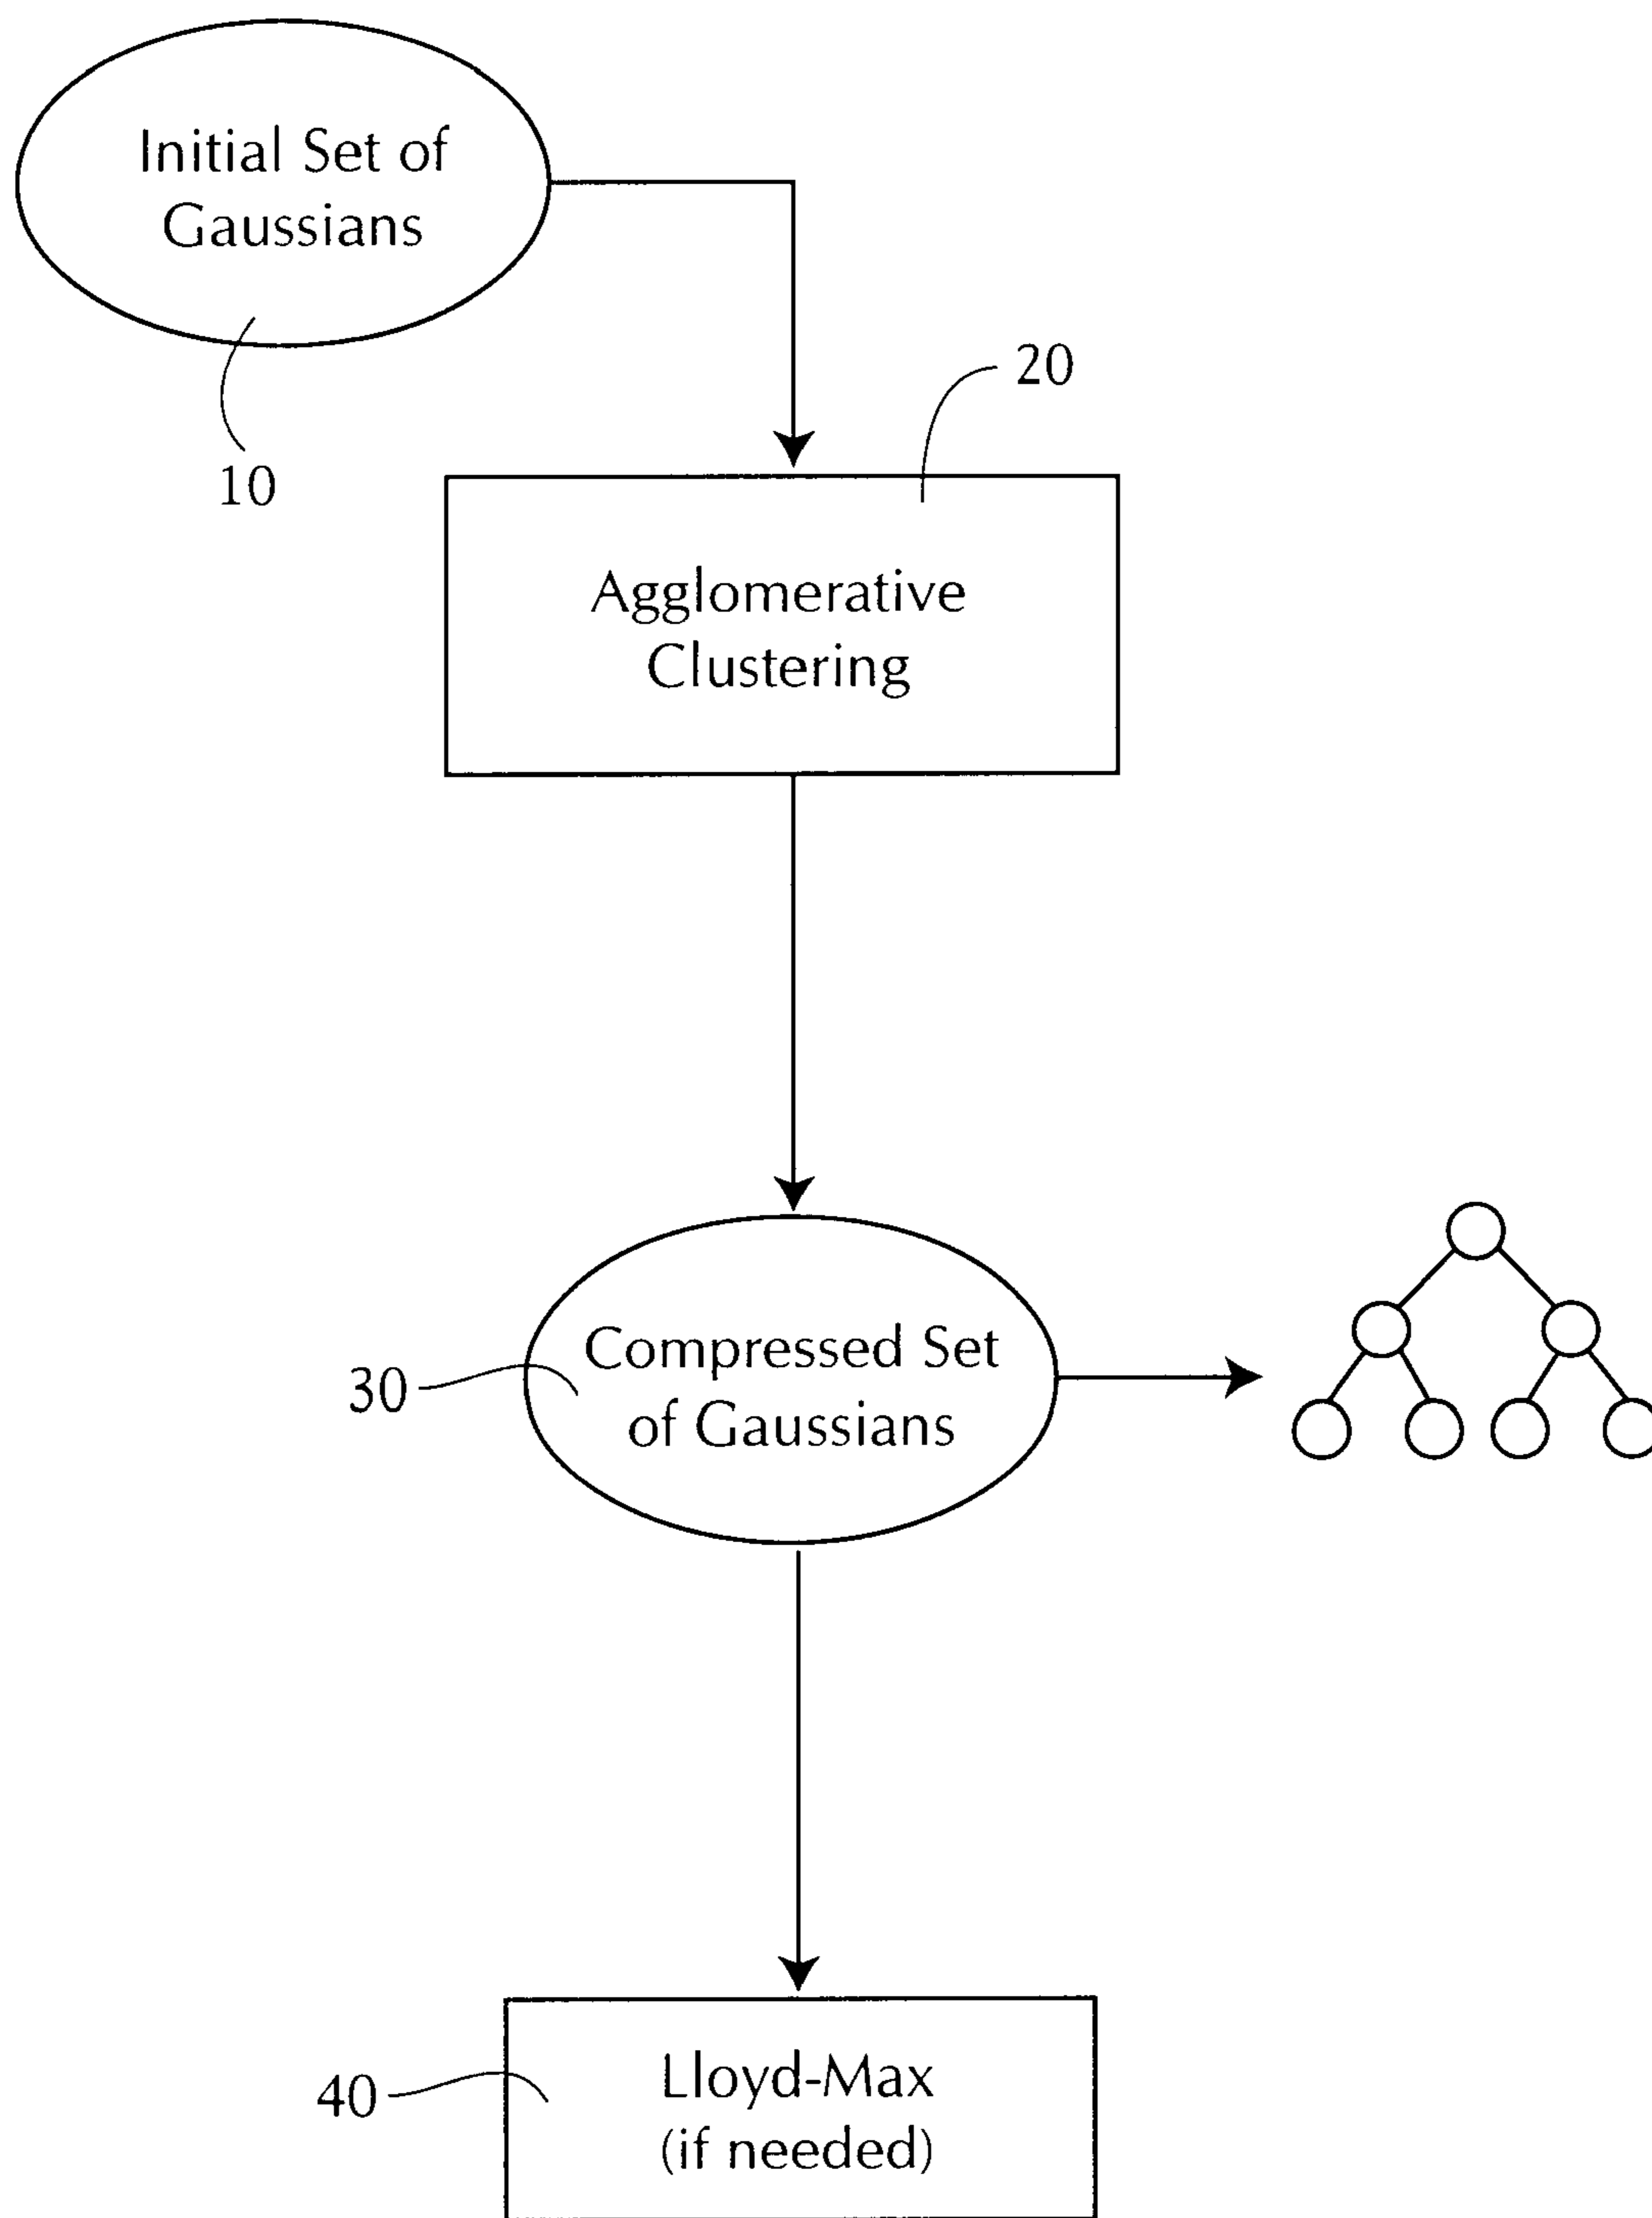 Initial Set of
Gaussians
10
20
Agglomerative
Clustering
30
Compressed Set
of Gaussians
40
Lloyd-Max
(if needed)